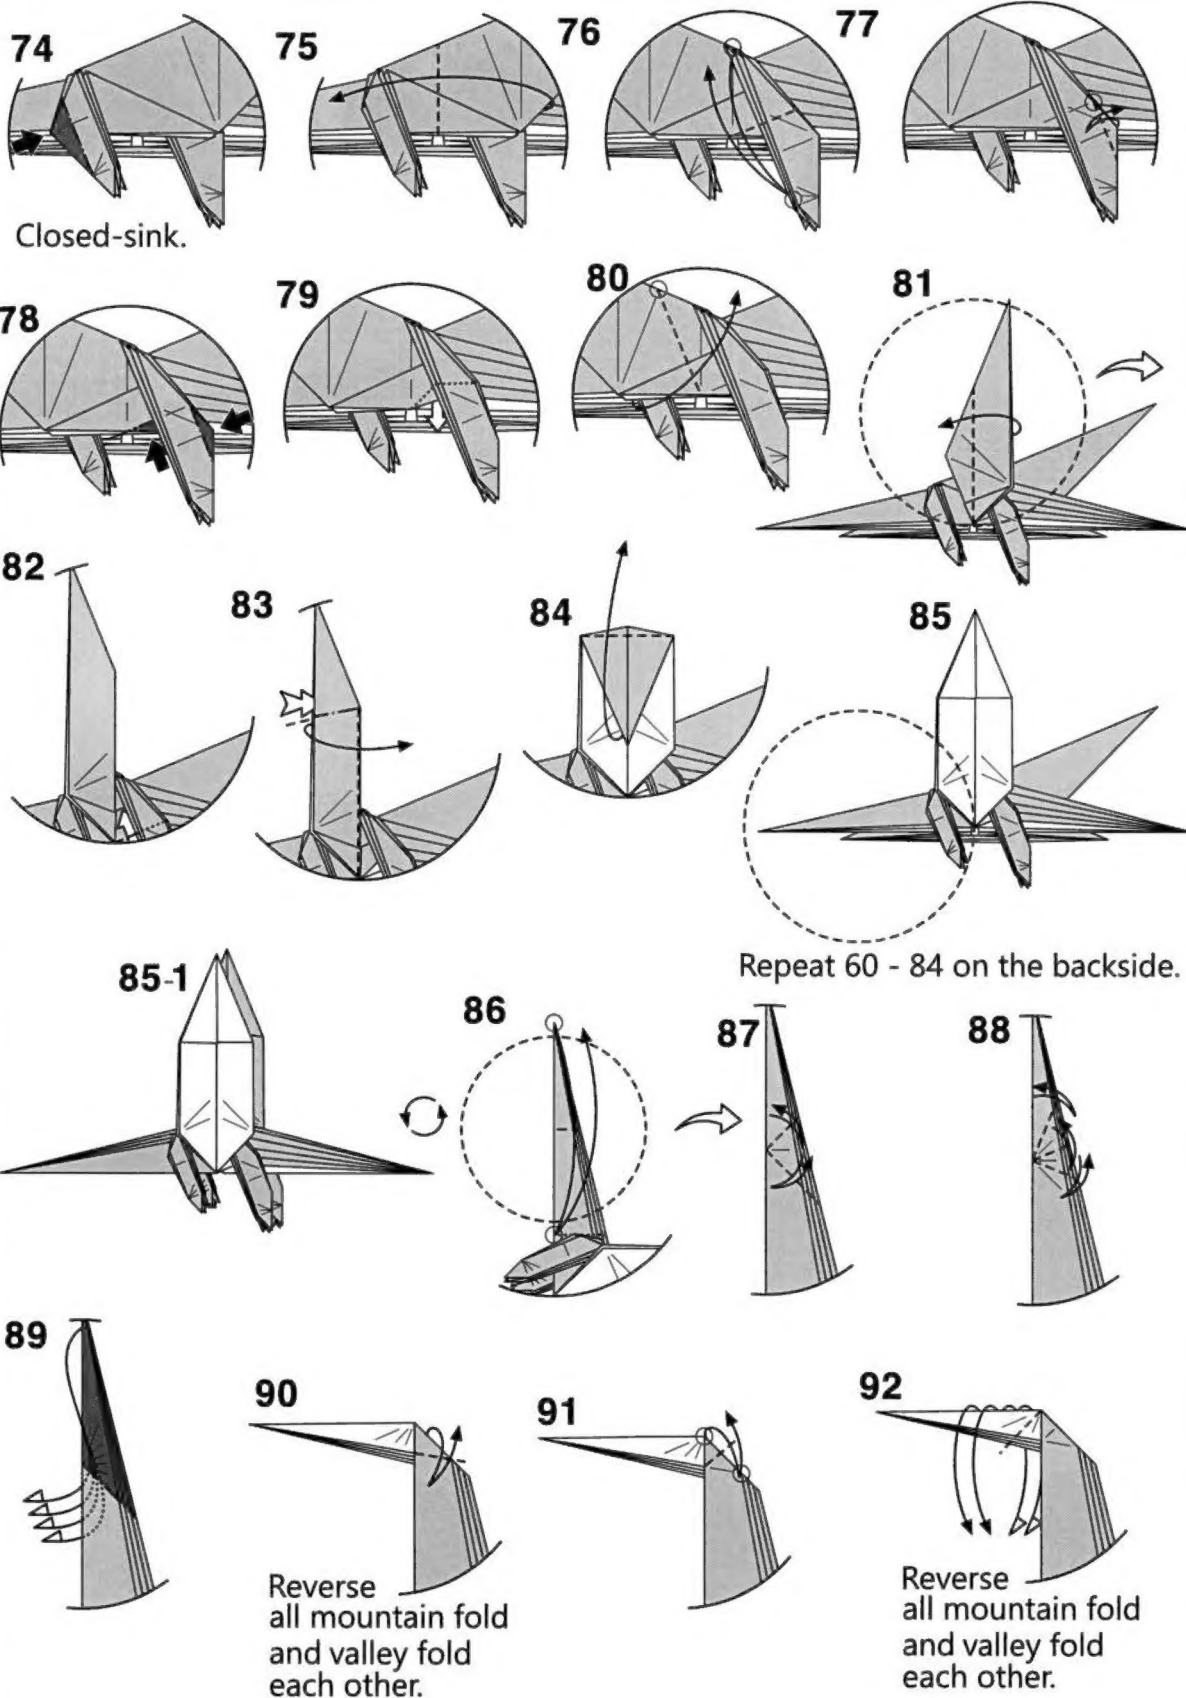 74
75
76
77
Closed-sink.
78
79
80
81
82
83
84
85
Repeat 60 - 84 on the backside.
85-1
86
87
88
89
90
Reverse
all mountain fold
and valley fold
each other.
91
92
Reverse
all mountain fold
and valley fold
each other.